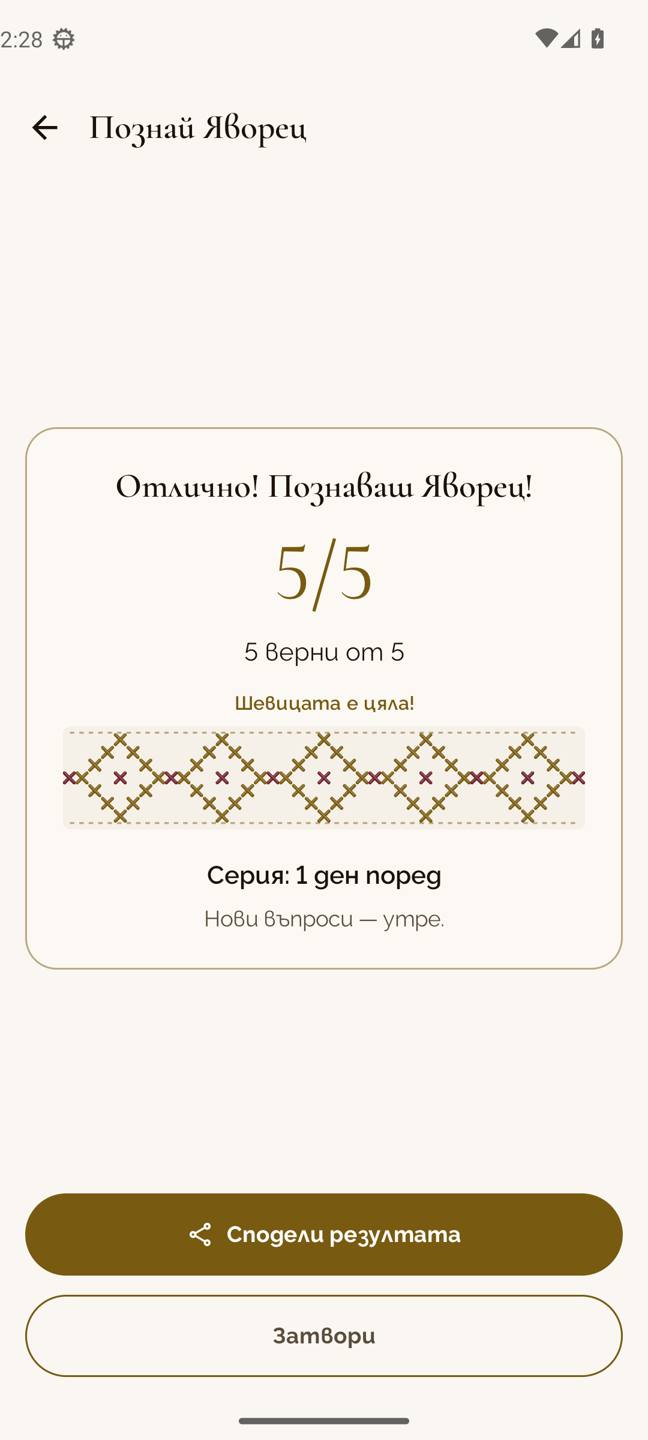 2:28
Познай Яворец
Отлично! Познаваш Яворец!
5/5
5 верни от 5
Шевицата е цяла!
Серия: 1 ден поред
Нови въпроси — утре.
Сподели резултата
Затвори